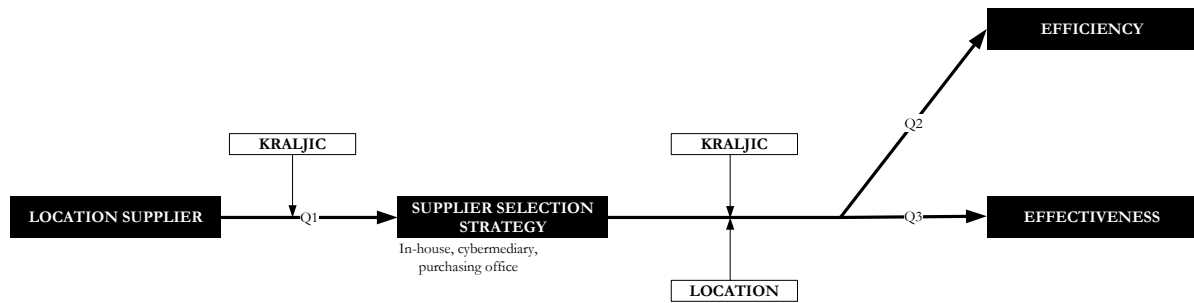 EFFICIENCY
Q2
KRALJIC
KRALJIC
LOCATION SUPPLIER
Q1
SUPPLIER SELECTION
STRATEGY
In-house, cybermediary,
purchasing office
Q3
EFFECTIVENESS
LOCATION